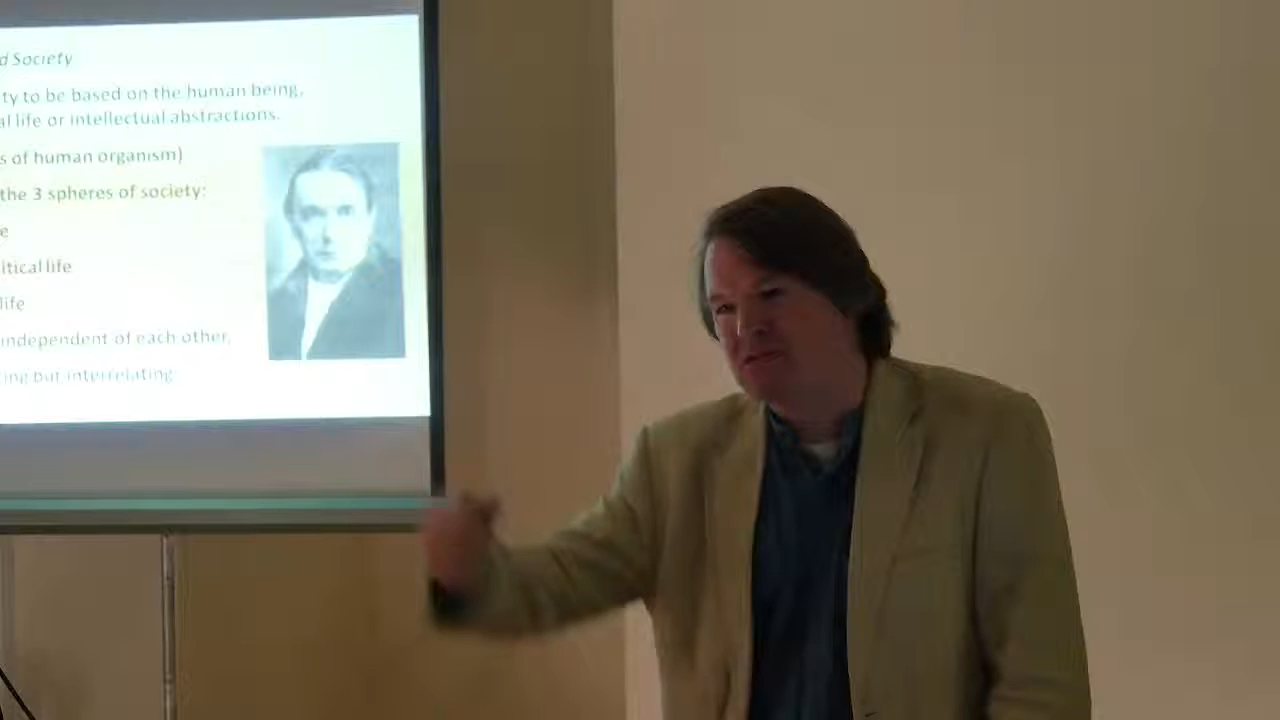 d Society
ty to be based on the human being,
al life or intellectual abstractions.
s of human organism)
the 3 spheres of society:
e
itical life
life
independent of each other,
ing but interrelating